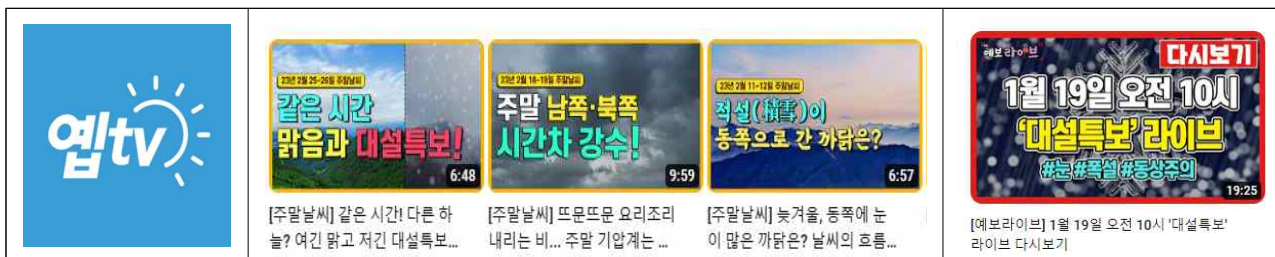 옙tv
23년 2월 25-26일 주말날씨
같은 시간
맑음과 대설특보!
6:48
[주말날씨] 같은 시간! 다른 하
늘? 여긴 맑고 저긴 대설특보...
23년 2월 18-19일 주말날씨
주말 남쪽·북쪽
시간차 강수!
9:59
[주말날씨] 뜨문뜨문 요리조리
내리는 비... 주말 기압계는 ...
23년 2월 11-12일 주말날씨
적설(積雪)이
동쪽으로 간 까닭은?
6:57
[주말날씨] 늦겨울, 동쪽에 눈
이 많은 까닭은? 날씨의 흐름...
예보라이브
다시보기
1월 19일 오전 10시
'대설특보' 라이브
#눈 #폭설 #동상주의
19:25
[예보라이브] 1월 19일 오전 10시 '대설특보'
라이브 다시보기